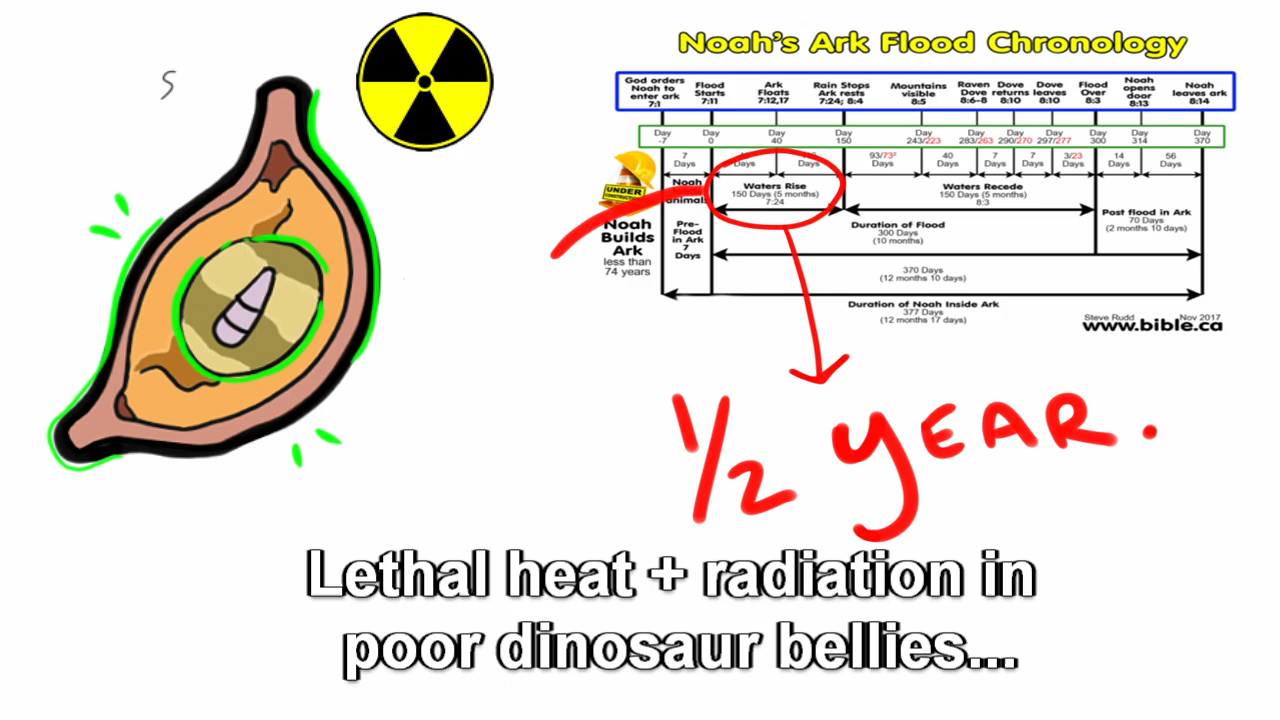 S
Noah's Ark Flood Chronology
God orders Noah to enter ark 7:1
Flood Starts 7:11
Ark Floats 7:12,17
Rain Stops Ark rests 7:24; 8:4
Mountains visible 8:5
Raven Dove 8:6-8
Dove returns 8:10
Dove leaves 8:10
Flood Over 8:3
Noah opens door 8:13
Noah leaves ark 8:14
Day -7
Day 0
Day 40
Day 150
Day 243/223
Day 283/263
Day 290/270
Day 297/277
Day 300
Day 314
Day 370
7 Days
Days
Days
93/73² Days
40 Days
7 Days
7 Days
3/23 Days
14 Days
56 Days
UNDER
Noah
Waters Rise
150 Days (5 months)
7:24
Waters Recede
150 Days (5 months)
8:3
Noah Builds Ark
less than 74 years
Pre-Flood in Ark 7 Days
Duration of Flood
300 Days
(10 months)
Post flood in Ark
70 Days
(2 months 10 days)
370 Days
(12 months 10 days)
Duration of Noah Inside Ark
377 Days
(12 months 17 days)
Steve Rudd Nov 2017
www.bible.ca
1/2 YEAR.
Lethal heat + radiation in
poor dinosaur bellies...